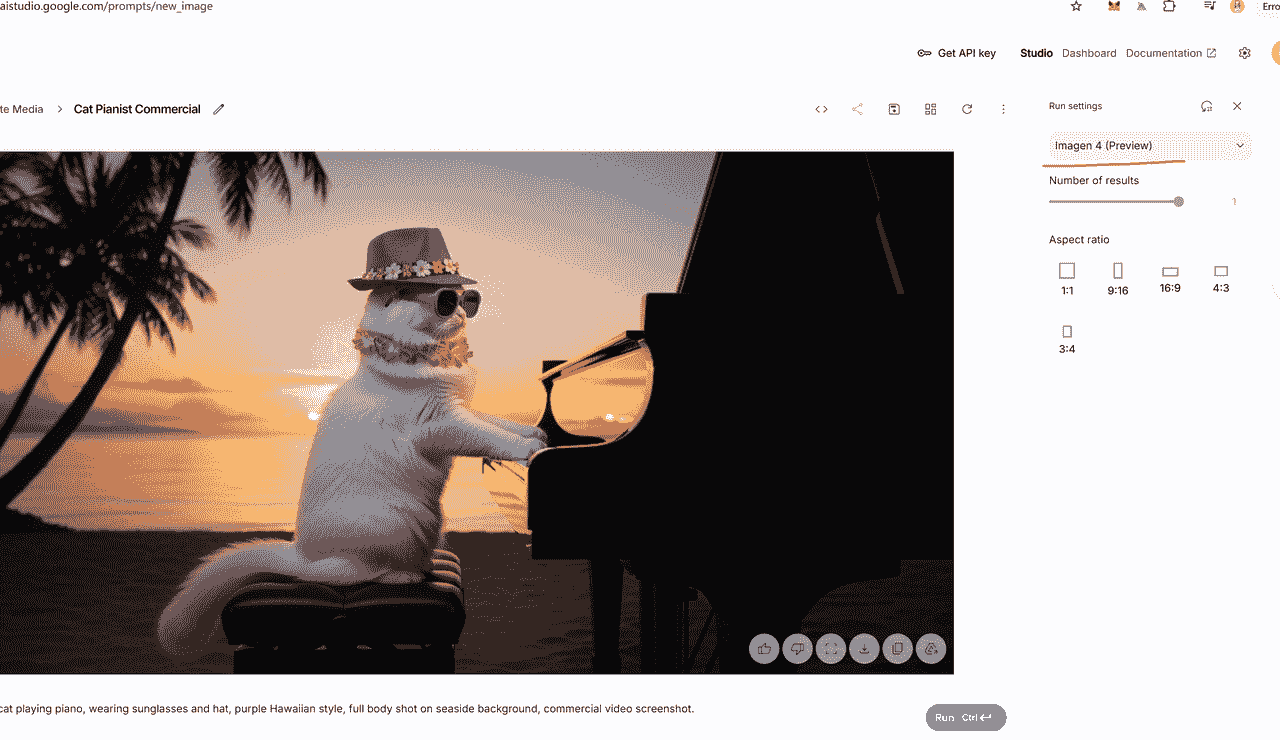 aistudio.google.com/prompts/new_image
Erro
Get API key Studio Dashboard Documentation
te Media > Cat Pianist Commercial
Run settings
Imagen 4 (Preview)
Number of results
1
Aspect ratio
1:1 9:16 16:9 4:3
3:4
cat playing piano, wearing sunglasses and hat, purple Hawaiian style, full body shot on seaside background, commercial video screenshot.
Run Ctrl